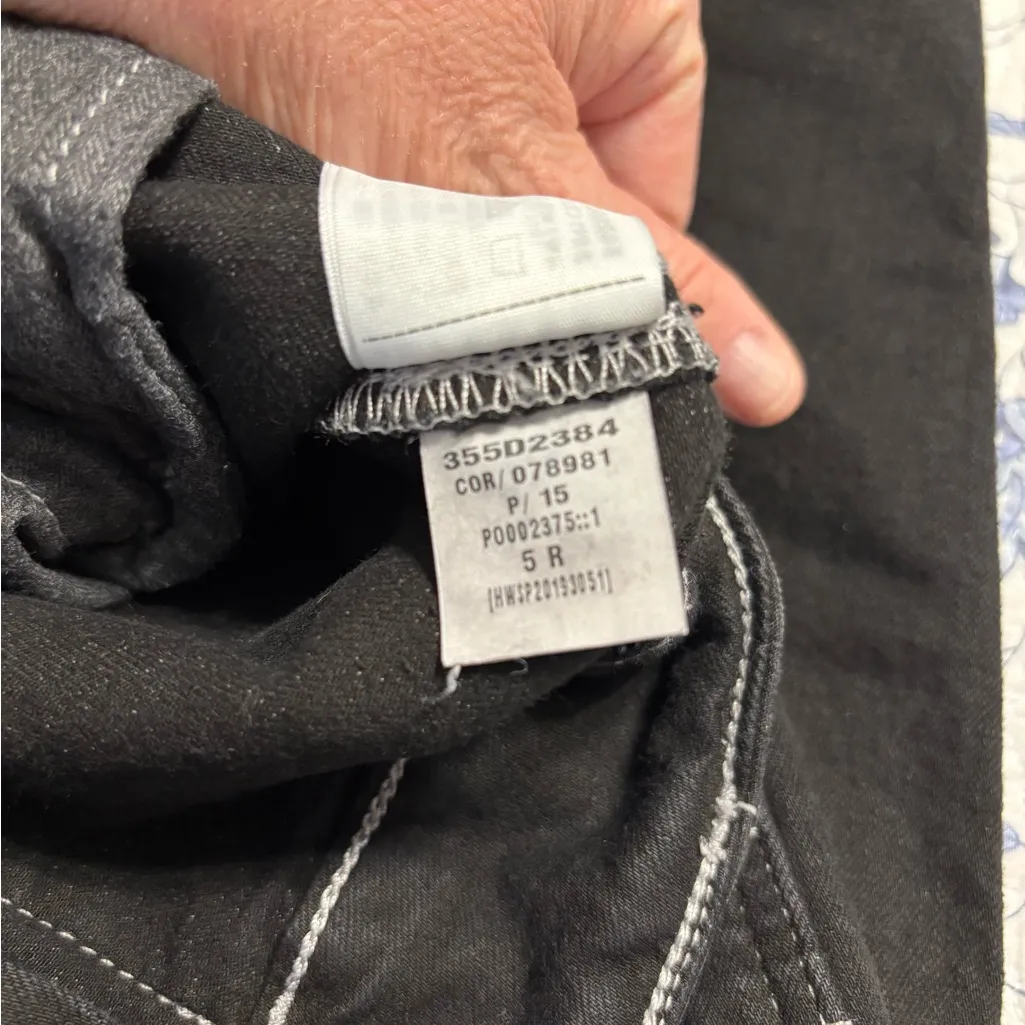 355D2384
COR/078981
P/ 15
P0002375::1
5 R
[HWSP20193051]